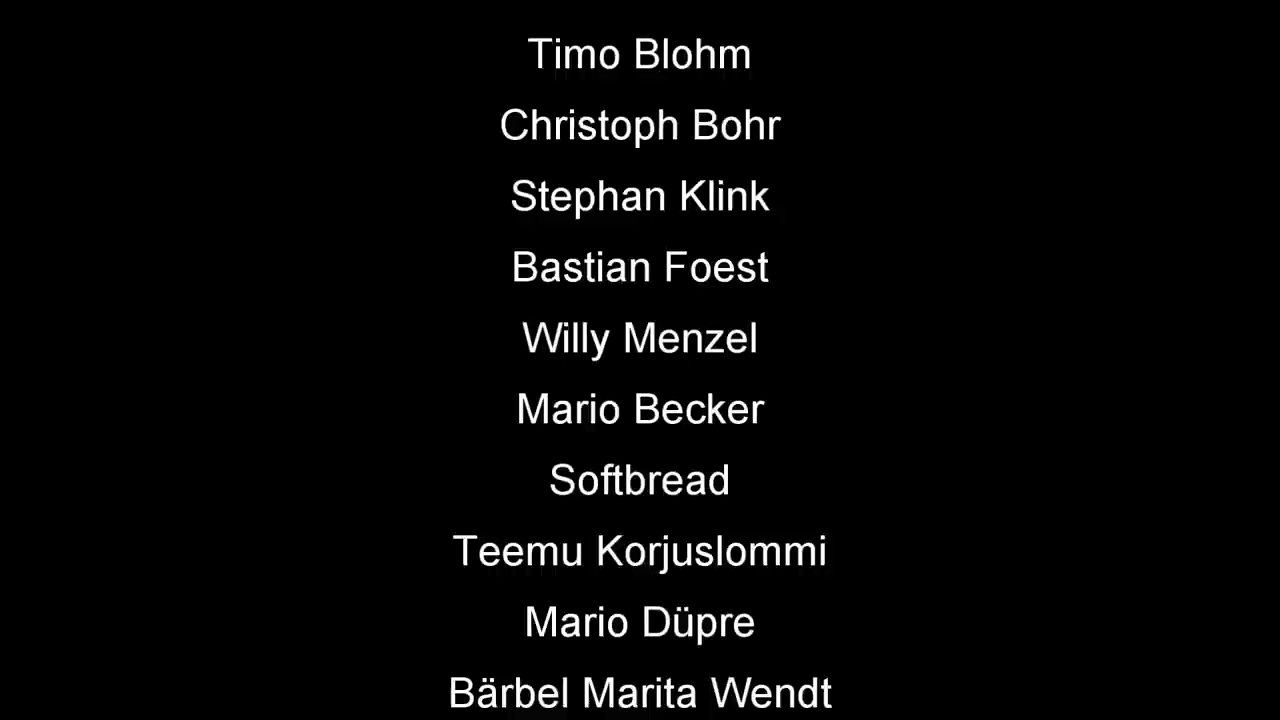 Timo Blohm
Christoph Bohr
Stephan Klink
Bastian Foest
Willy Menzel
Mario Becker
Softbread
Teemu Korjuslommi
Mario Düpre
Bärbel Marita Wendt